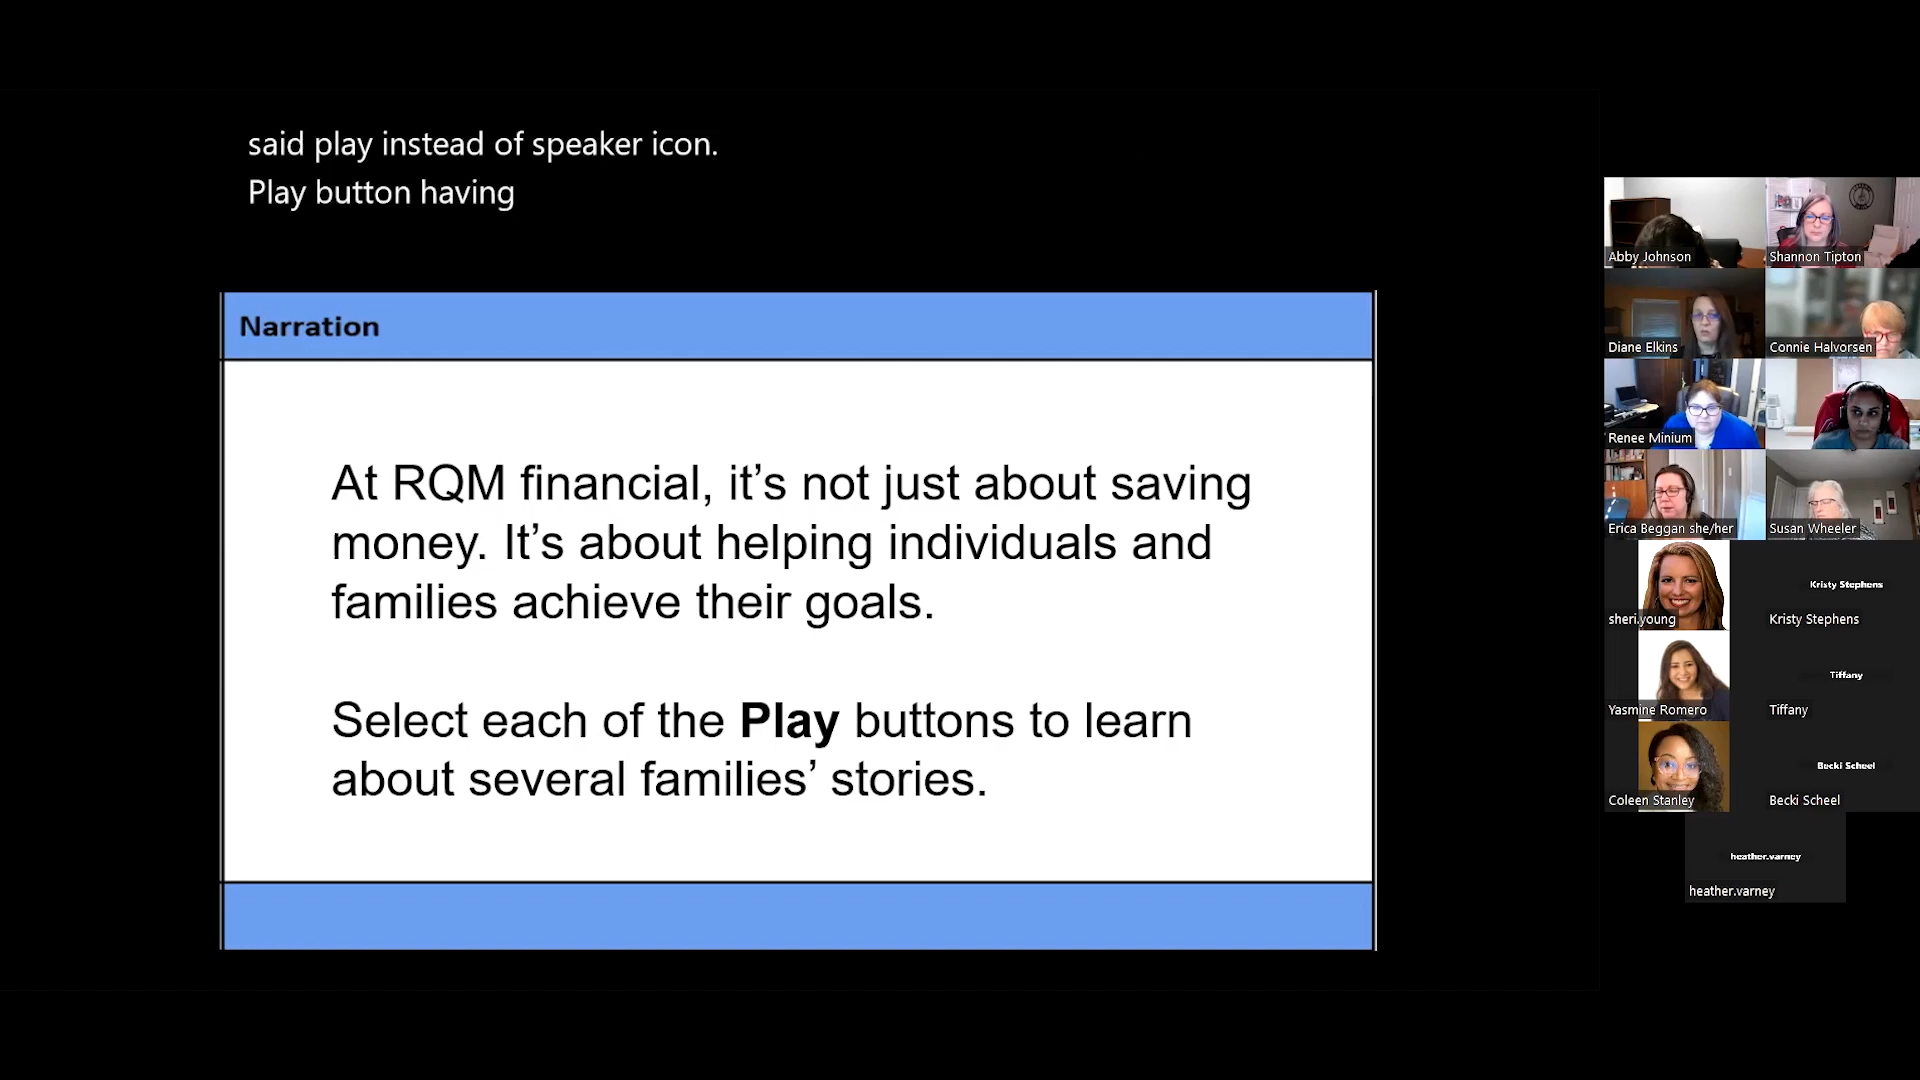 said play instead of speaker icon.
Play button having
Narration
At RQM financial, it’s not just about saving
money. It’s about helping individuals and
families achieve their goals.
Select each of the Play buttons to learn
about several families’ stories.
Abby Johnson
Shannon Tipton
Diane Elkins
Connie Halvorsen
Renee Minium
Erica Beggan she/her
Susan Wheeler
sheri.young
Kristy Stephens
Kristy Stephens
Yasmine Romero
Tiffany
Tiffany
Coleen Stanley
Becki Scheel
Becki Scheel
heather.varney
heather.varney